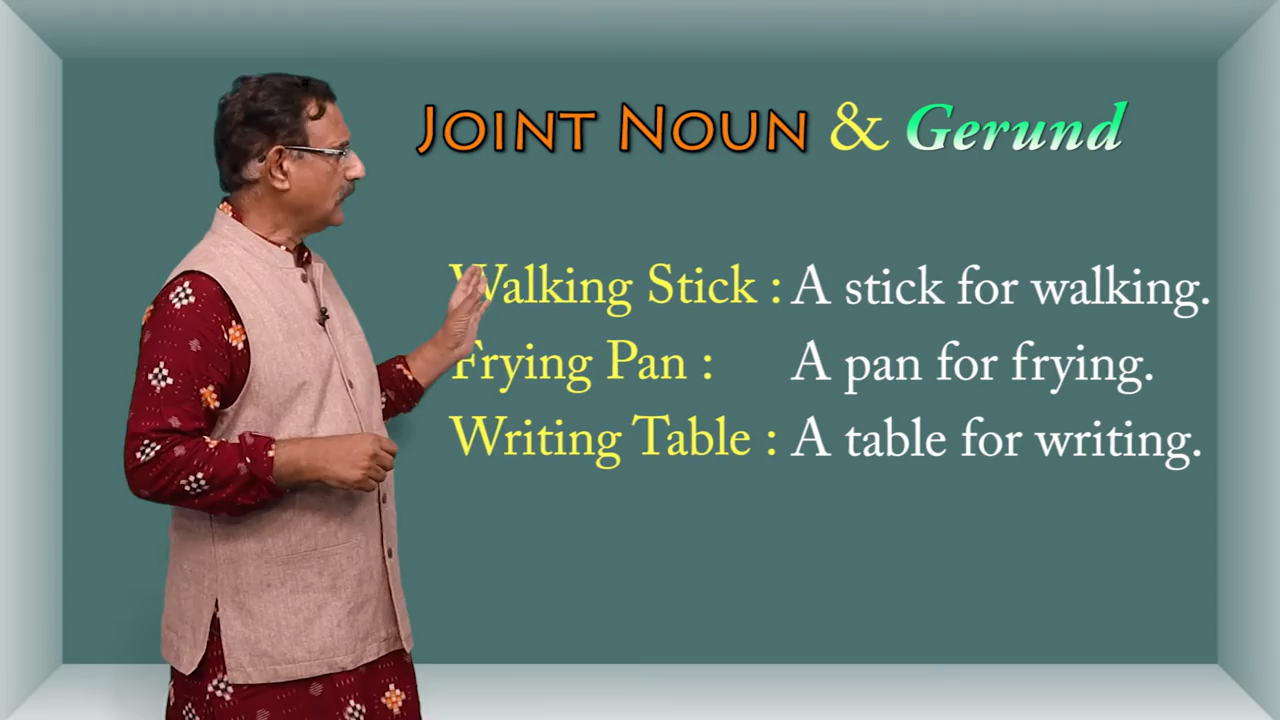 JOINT NOUN & Gerund
Walking Stick : A stick for walking.
Frying Pan : A pan for frying.
Writing Table : A table for writing.